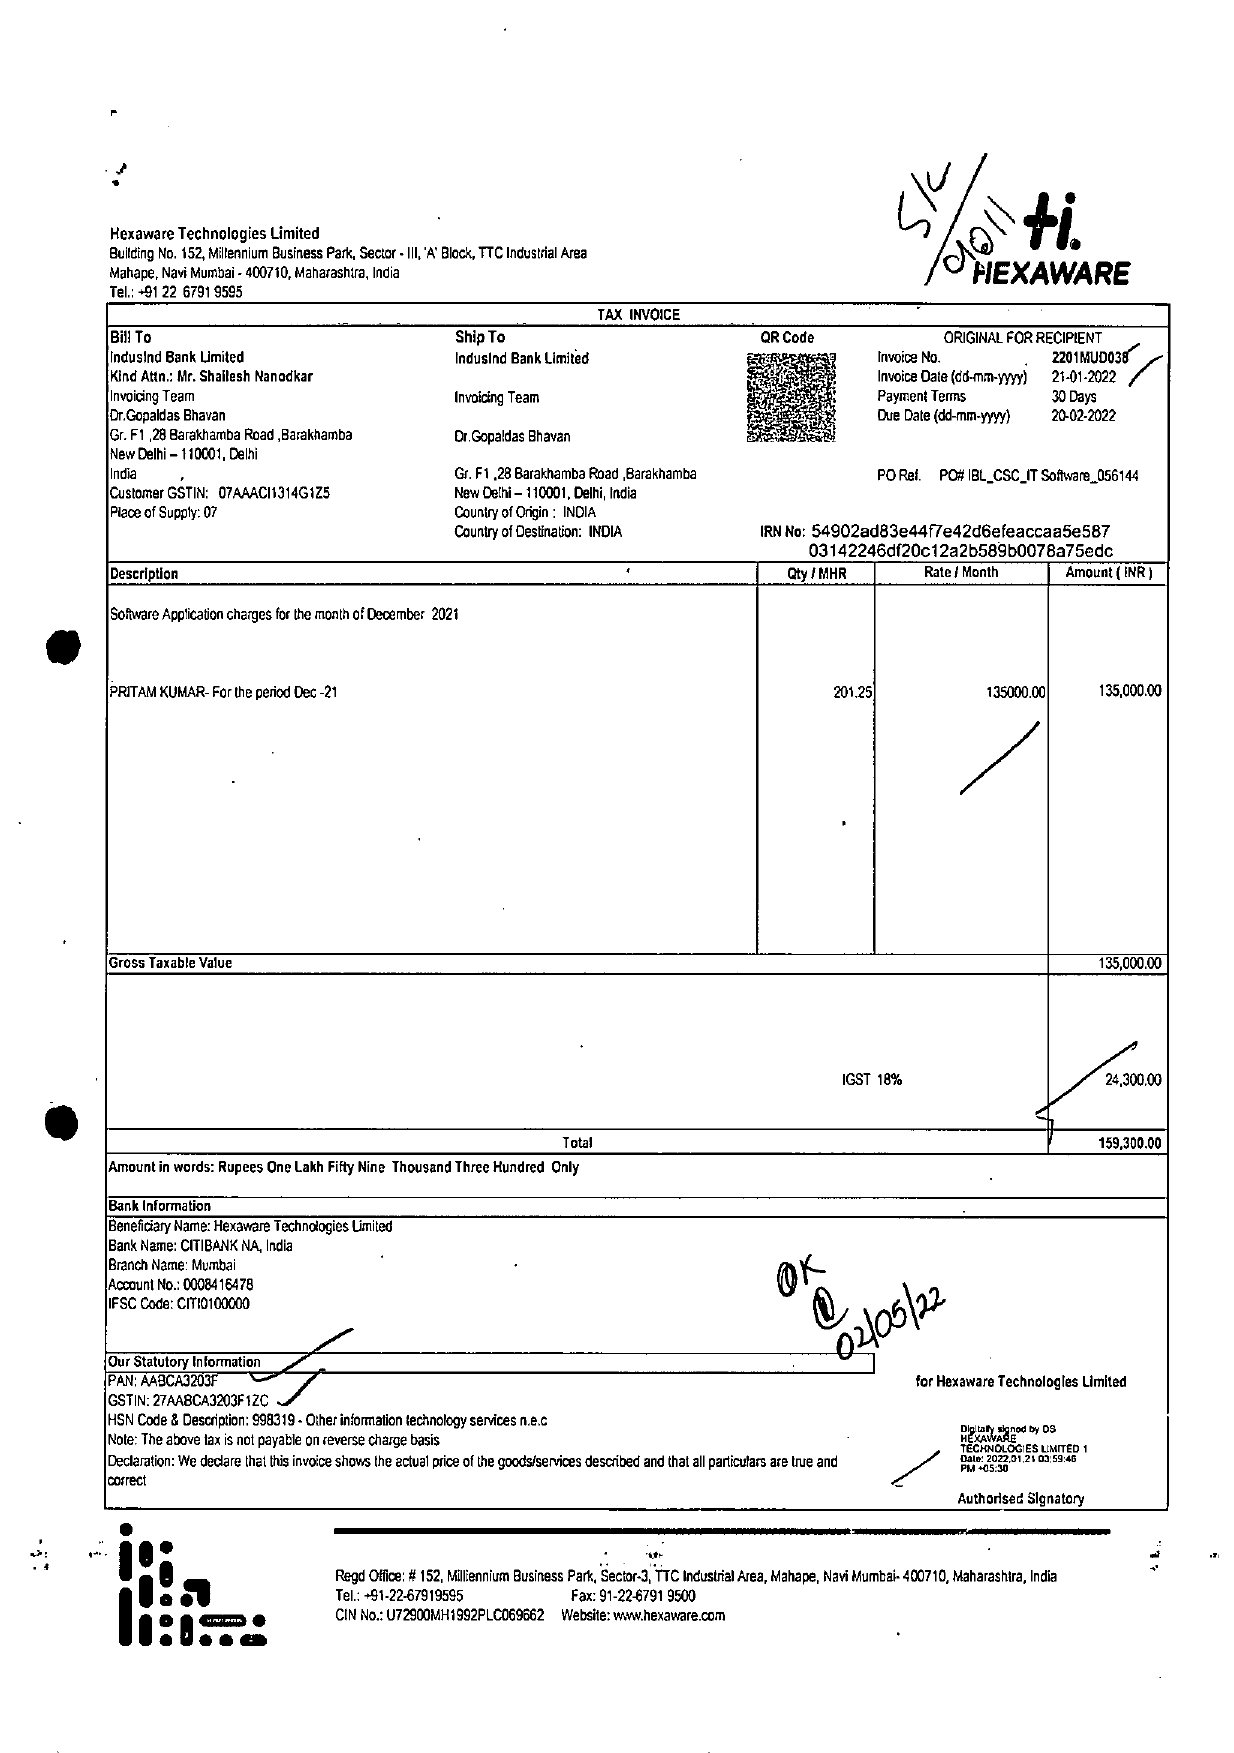 Hexaware Technologies Limited
Building No. 152, Millennium Business Park, Sector - III, 'A' Block, TTC Industrial Area
Mahape, Navi Mumbai - 400710, Maharashtra, India
Tel.: +91 22 6791 9595
HEXAWARE
TAX INVOICE
Bill To Ship To QR Code ORIGINAL FOR RECIPIENT
IndusInd Bank Limited IndusInd Bank Limited Invoice No. 2201MUD038
Kind Attn.: Mr. Shailesh Nanodkar Invoice Date (dd-mm-yyyy) 21-01-2022
Invoicing Team Invoicing Team Payment Terms 30 Days
Dr.Gopaldas Bhavan Due Date (dd-mm-yyyy) 20-02-2022
Gr. F1 ,28 Barakhamba Road ,Barakhamba Dr.Gopaldas Bhavan
New Delhi – 110001, Delhi
India Gr. F1 ,28 Barakhamba Road ,Barakhamba PO Ref. PO# IBL_CSC_IT Software_056144
Customer GSTIN: 07AAACI1314G1Z5 New Delhi – 110001, Delhi, India
Place of Supply: 07 Country of Origin : INDIA
Country of Destination: INDIA IRN No: 54902ad83e44f7e42d6efeaccaa5e587
03142246df20c12a2b589b0078a75edc
Description Qty / MHR Rate / Month Amount ( INR )
Software Application charges for the month of December 2021
PRITAM KUMAR- For the period Dec -21 201.25 135000.00 135,000.00
Gross Taxable Value 135,000.00
IGST 18% 24,300.00
Total 159,300.00
Amount in words: Rupees One Lakh Fifty Nine Thousand Three Hundred Only
Bank Information
Beneficiary Name: Hexaware Technologies Limited
Bank Name: CITIBANK NA, India
Branch Name: Mumbai
Account No.: 0008416478
IFSC Code: CITI0100000
OK
02/05/22
Our Statutory Information
PAN: AABCA3203F for Hexaware Technologies Limited
GSTIN: 27AABCA3203F1ZC
HSN Code & Description: 998319 - Other information technology services n.e.c
Note: The above tax is not payable on reverse charge basis
Declaration: We declare that this invoice shows the actual price of the goods/services described and that all particulars are true and
correct
Digitally signed by DS
HEXAWARE
TECHNOLOGIES LIMITED 1
Date: 2022.01.21 03:59:46
PM +05:30
Authorised Signatory
Regd Office: # 152, Millennium Business Park, Sector-3, TTC Industrial Area, Mahape, Navi Mumbai- 400710, Maharashtra, India
Tel.: +91-22-67919595 Fax: 91-22-6791 9500
CIN No.: U72900MH1992PLC069662 Website: www.hexaware.com